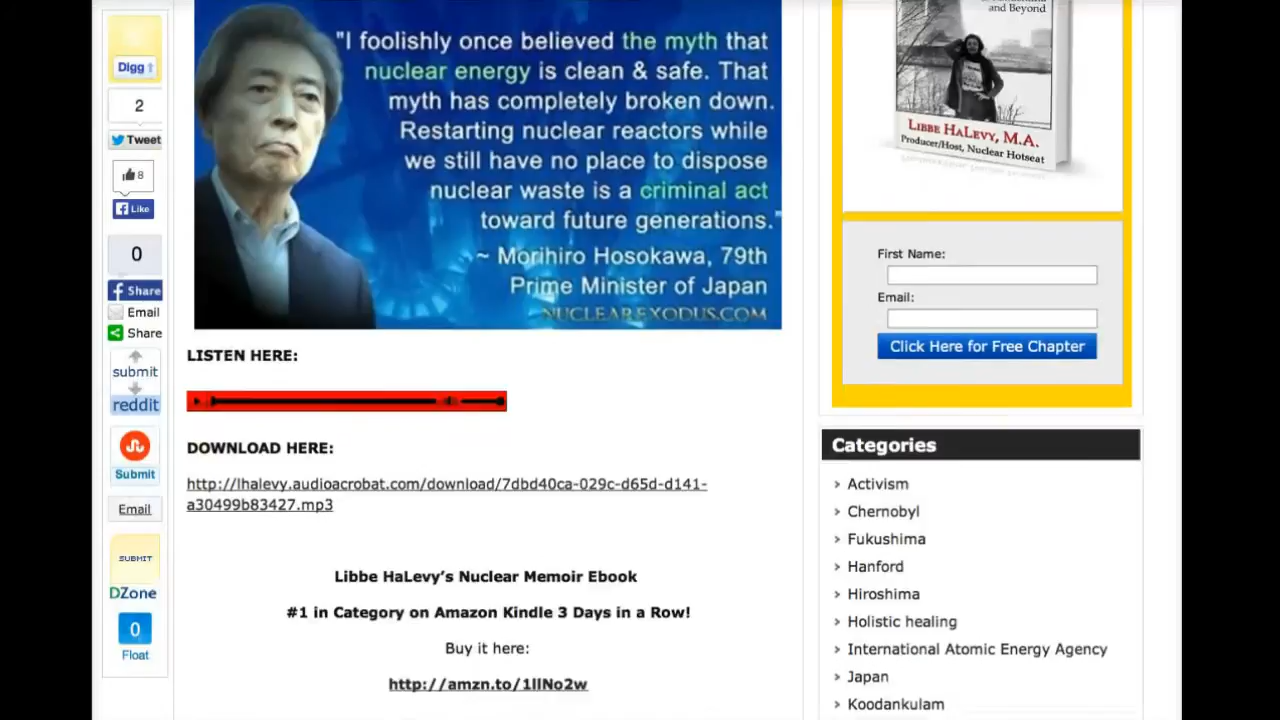 Digg
2
Tweet
8
Like
0
Share
Email
Share
submit
reddit
Submit
Email
SUBMIT
DZone
0
Float
"I foolishly once believed the myth that
nuclear energy is clean & safe. That
myth has completely broken down.
Restarting nuclear reactors while
we still have no place to dispose
nuclear waste is a criminal act
toward future generations."
~ Morihiro Hosokawa, 79th
Prime Minister of Japan
NUCLEAREXODUS.COM
LISTEN HERE:
DOWNLOAD HERE:
http://lhalevy.audioacrobat.com/download/7dbd40ca-029c-d65d-d141-
a30499b83427.mp3
Libbe HaLevy’s Nuclear Memoir Ebook
#1 in Category on Amazon Kindle 3 Days in a Row!
Buy it here:
http://amzn.to/1llNo2w
and Beyond
LIBBE HALEVY, M.A.
Producer/Host, Nuclear Hotseat
First Name:
Email:
Click Here for Free Chapter
Categories
Activism
Chernobyl
Fukushima
Hanford
Hiroshima
Holistic healing
International Atomic Energy Agency
Japan
Koodankulam